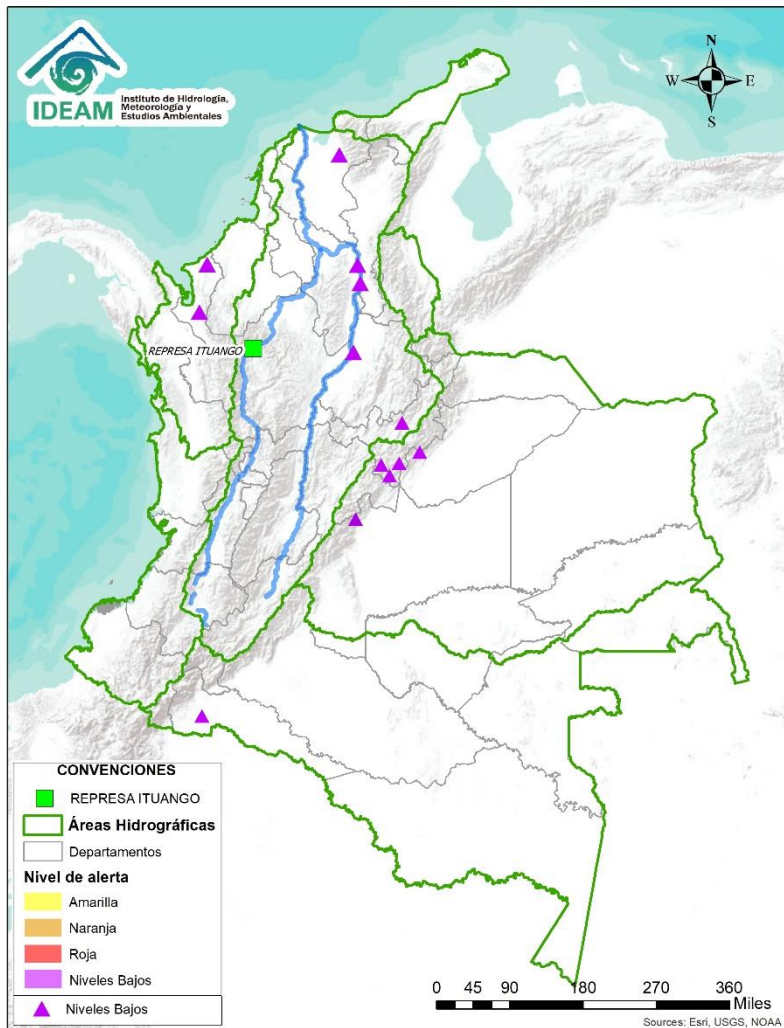 IDEAM
Instituto de Hidrología,
Meteorología y
Estudios Ambientales
N
W E
S
REPRESA ITUANGO
CONVENCIONES
REPRESA ITUANGO
Áreas Hidrográficas
Departamentos
Nivel de alerta
Amarilla
Naranja
Roja
Niveles Bajos
Niveles Bajos
0 45 90 180 270 360
Miles
Sources: Esri, USGS, NOAA